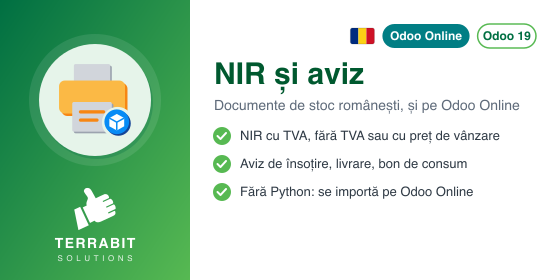 Odoo Online
Odoo 19
NIR și aviz
Documente de stoc românești, și pe Odoo Online
NIR cu TVA, fără TVA sau cu preț de vânzare
Aviz de însoțire, livrare, bon de consum
Fără Python: se importă pe Odoo Online
TERRABIT
SOLUTIONS